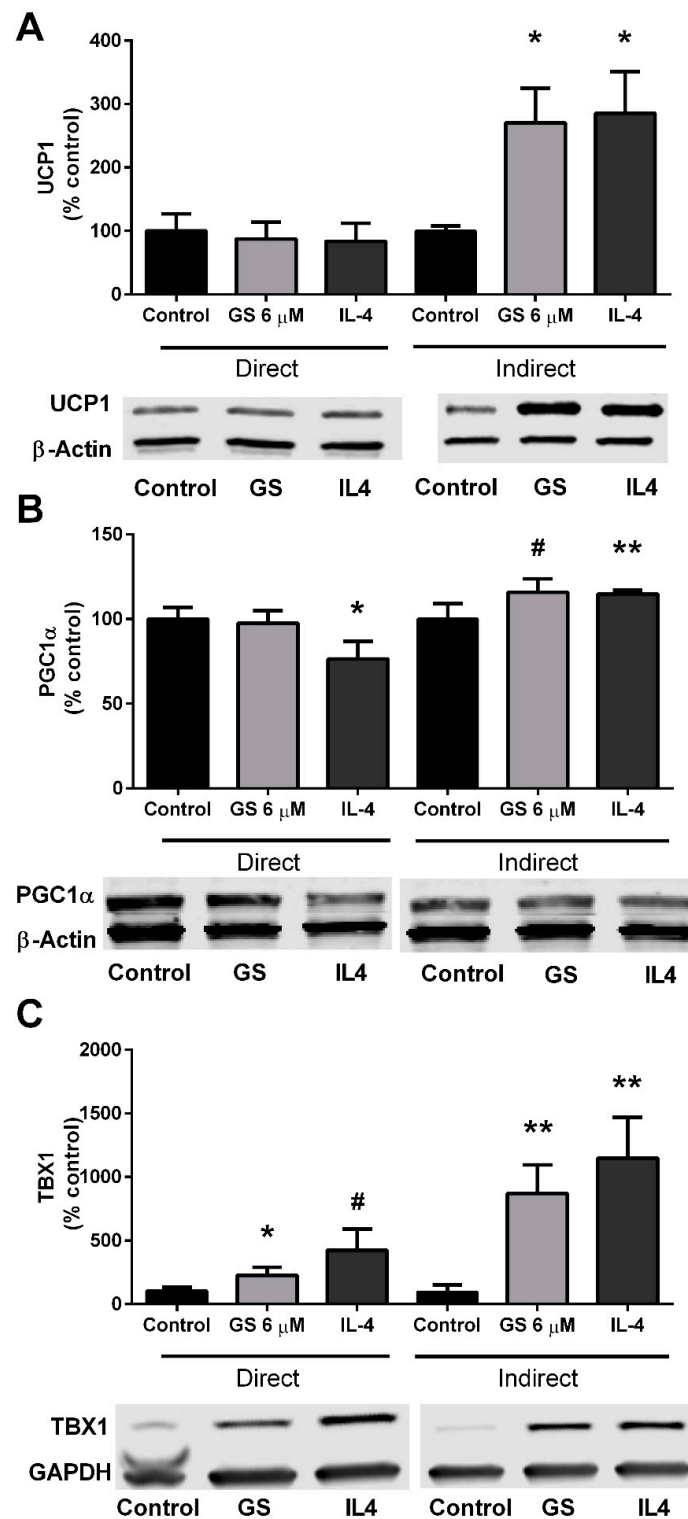 A
UCP1
(% control)
400
300
200
100
0
* *
Control GS 6 μM IL-4 Control GS 6 μM IL-4
Direct Indirect
UCP1
β-Actin
Control GS IL4 Control GS IL4
B
PGC1α
(% control)
150
100
50
0
* # **
Control GS 6 μM IL-4 Control GS 6 μM IL-4
Direct Indirect
PGC1α
β-Actin
Control GS IL4 Control GS IL4
C
TBX1
(% control)
2000
1500
1000
500
0
* # ** **
Control GS 6 μM IL-4 Control GS 6 μM IL-4
Direct Indirect
TBX1
GAPDH
Control GS IL4 Control GS IL4